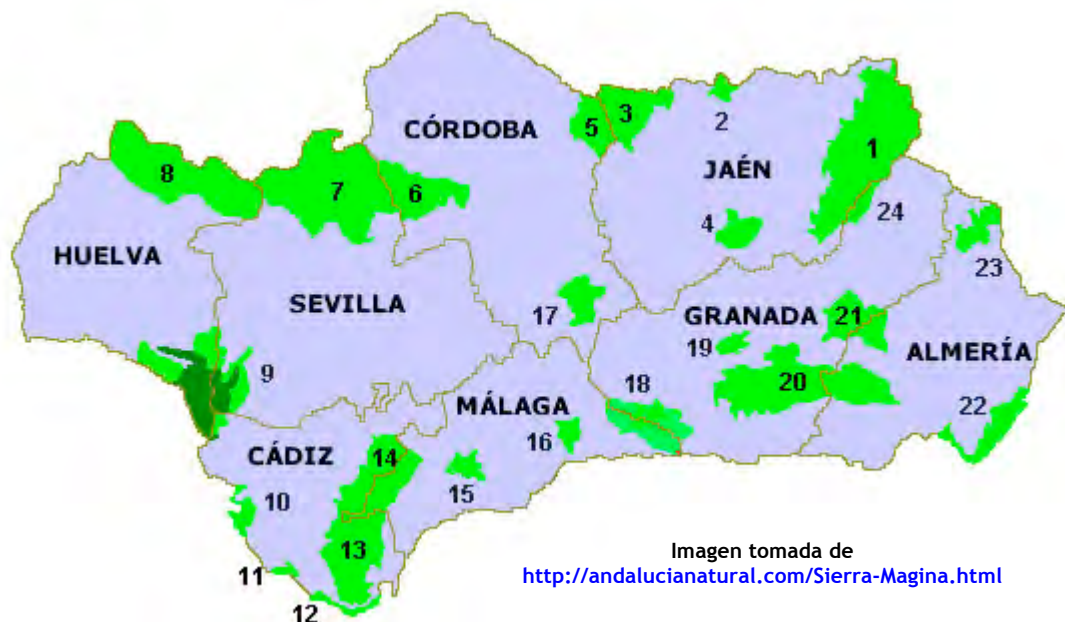 CÓRDOBA
5
3
2
JAÉN
1
8
7
6
4
24
HUELVA
SEVILLA
23
17
GRANADA
21
19
ALMERÍA
9
18
20
MÁLAGA
22
16
CÁDIZ
14
15
10
13
11
12
Imagen tomada de
http://andalucianatural.com/Sierra-Magina.html